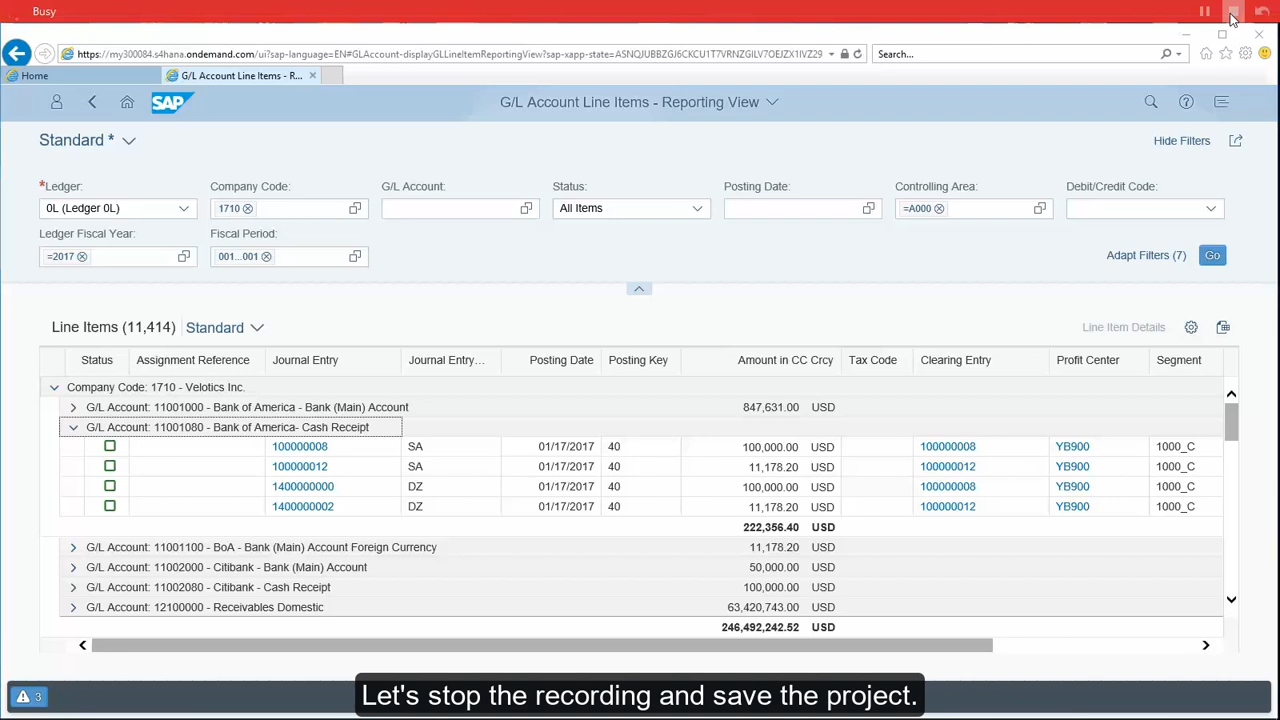 Busy
https://my300084.s4hana.ondemand.com/ui?sap-language=EN#GLAccount-displayGLLineItemReportingView?sap-xapp-state=ASNQJUBBZGJ6KCKU1T7VRNZGILV7OEJZX1IVZ29
Search...
Home
G/L Account Line Items - R...
SAP
G/L Account Line Items - Reporting View
Standard *
Hide Filters
*Ledger: Company Code: G/L Account: Status: Posting Date: Controlling Area: Debit/Credit Code:
0L (Ledger 0L) 1710 All Items =A000
Ledger Fiscal Year: Fiscal Period:
=2017 001...001
Adapt Filters (7) Go
Line Items (11,414) Standard
Line Item Details
Status Assignment Reference Journal Entry Journal Entry... Posting Date Posting Key Amount in CC Crcy Tax Code Clearing Entry Profit Center Segment
Company Code: 1710 - Velotics Inc.
G/L Account: 11001000 - Bank of America - Bank (Main) Account 847,631.00 USD
G/L Account: 11001080 - Bank of America- Cash Receipt
100000008 SA 01/17/2017 40 100,000.00 USD 100000008 YB900 1000_C
100000012 SA 01/17/2017 40 11,178.20 USD 100000012 YB900 1000_C
1400000000 DZ 01/17/2017 40 100,000.00 USD 100000008 YB900 1000_C
1400000002 DZ 01/17/2017 40 11,178.20 USD 100000012 YB900 1000_C
222,356.40 USD
G/L Account: 11001100 - BoA - Bank (Main) Account Foreign Currency 11,178.20 USD
G/L Account: 11002000 - Citibank - Bank (Main) Account 50,000.00 USD
G/L Account: 11002080 - Citibank - Cash Receipt 100,000.00 USD
G/L Account: 12100000 - Receivables Domestic 63,420,743.00 USD
246,492,242.52 USD
3
Let's stop the recording and save the project.